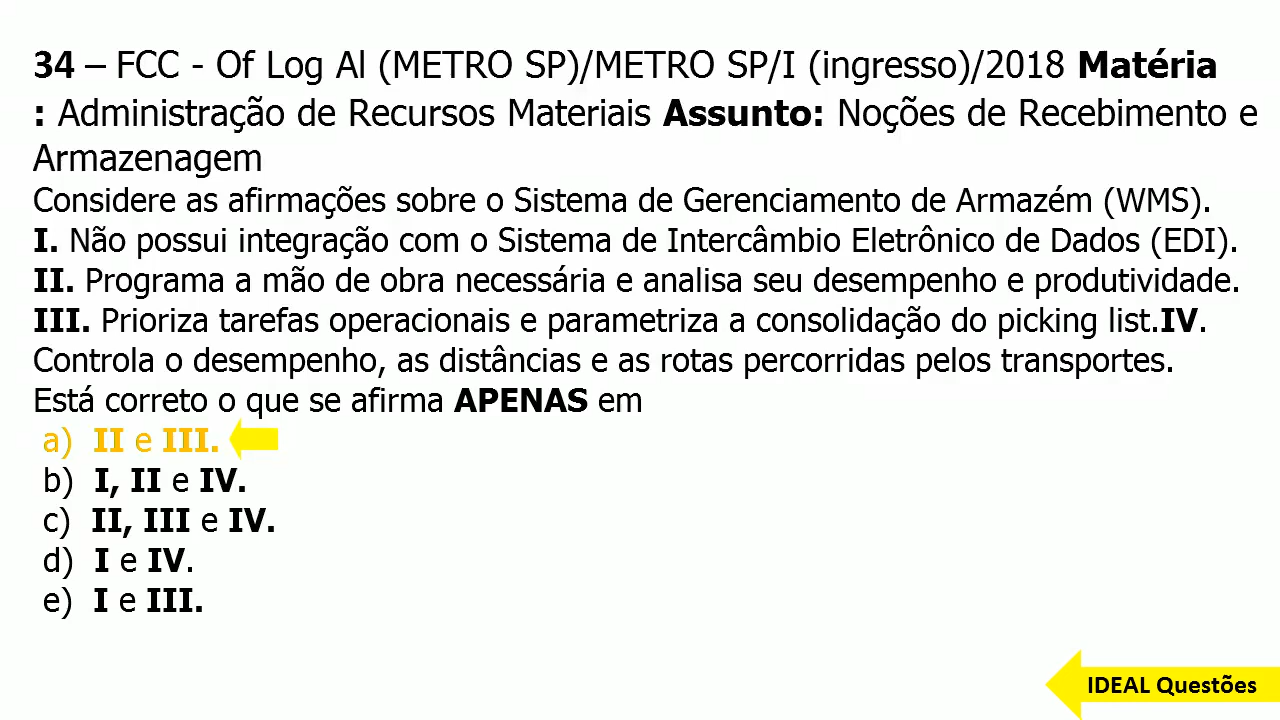 34 – FCC - Of Log Al (METRO SP)/METRO SP/I (ingresso)/2018 Matéria
: Administração de Recursos Materiais Assunto: Noções de Recebimento e
Armazenagem
Considere as afirmações sobre o Sistema de Gerenciamento de Armazém (WMS).
I. Não possui integração com o Sistema de Intercâmbio Eletrônico de Dados (EDI).
II. Programa a mão de obra necessária e analisa seu desempenho e produtividade.
III. Prioriza tarefas operacionais e parametriza a consolidação do picking list.IV.
Controla o desempenho, as distâncias e as rotas percorridas pelos transportes.
Está correto o que se afirma APENAS em
a) II e III.
b) I, II e IV.
c) II, III e IV.
d) I e IV.
e) I e III.
IDEAL Questões